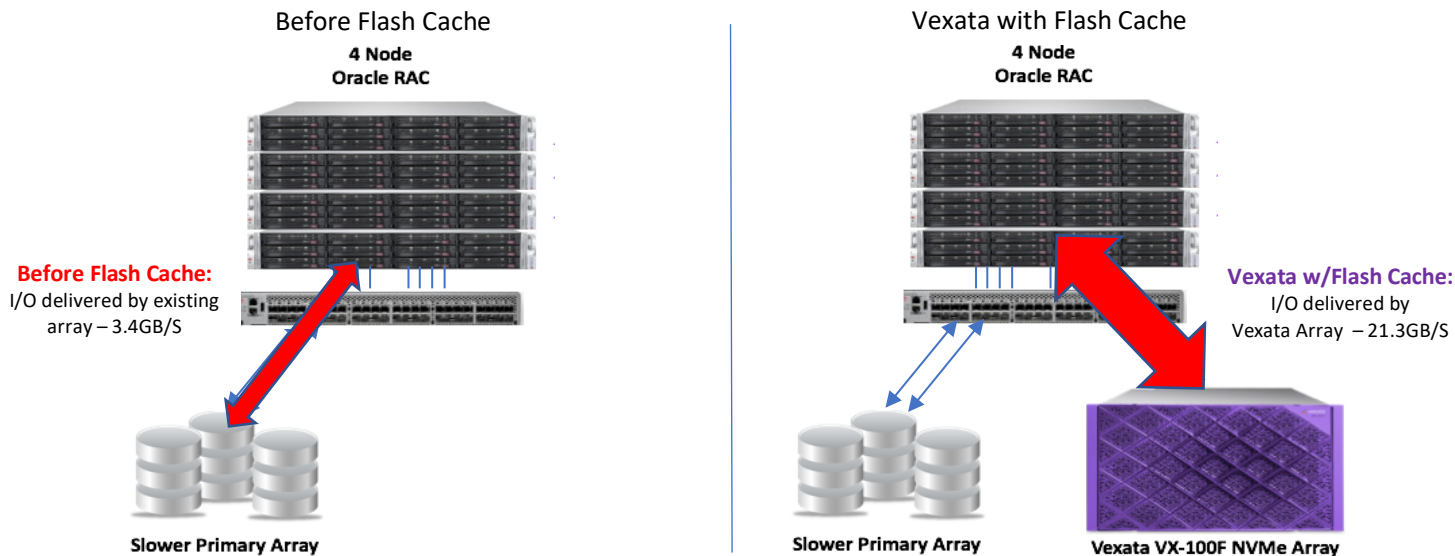 Before Flash Cache
4 Node
Oracle RAC
Before Flash Cache:
I/O delivered by existing
array – 3.4GB/S
Slower Primary Array
Vexata with Flash Cache
4 Node
Oracle RAC
Vexata w/Flash Cache:
I/O delivered by
Vexata Array – 21.3GB/S
Slower Primary Array
Vexata VX-100F NVMe Array